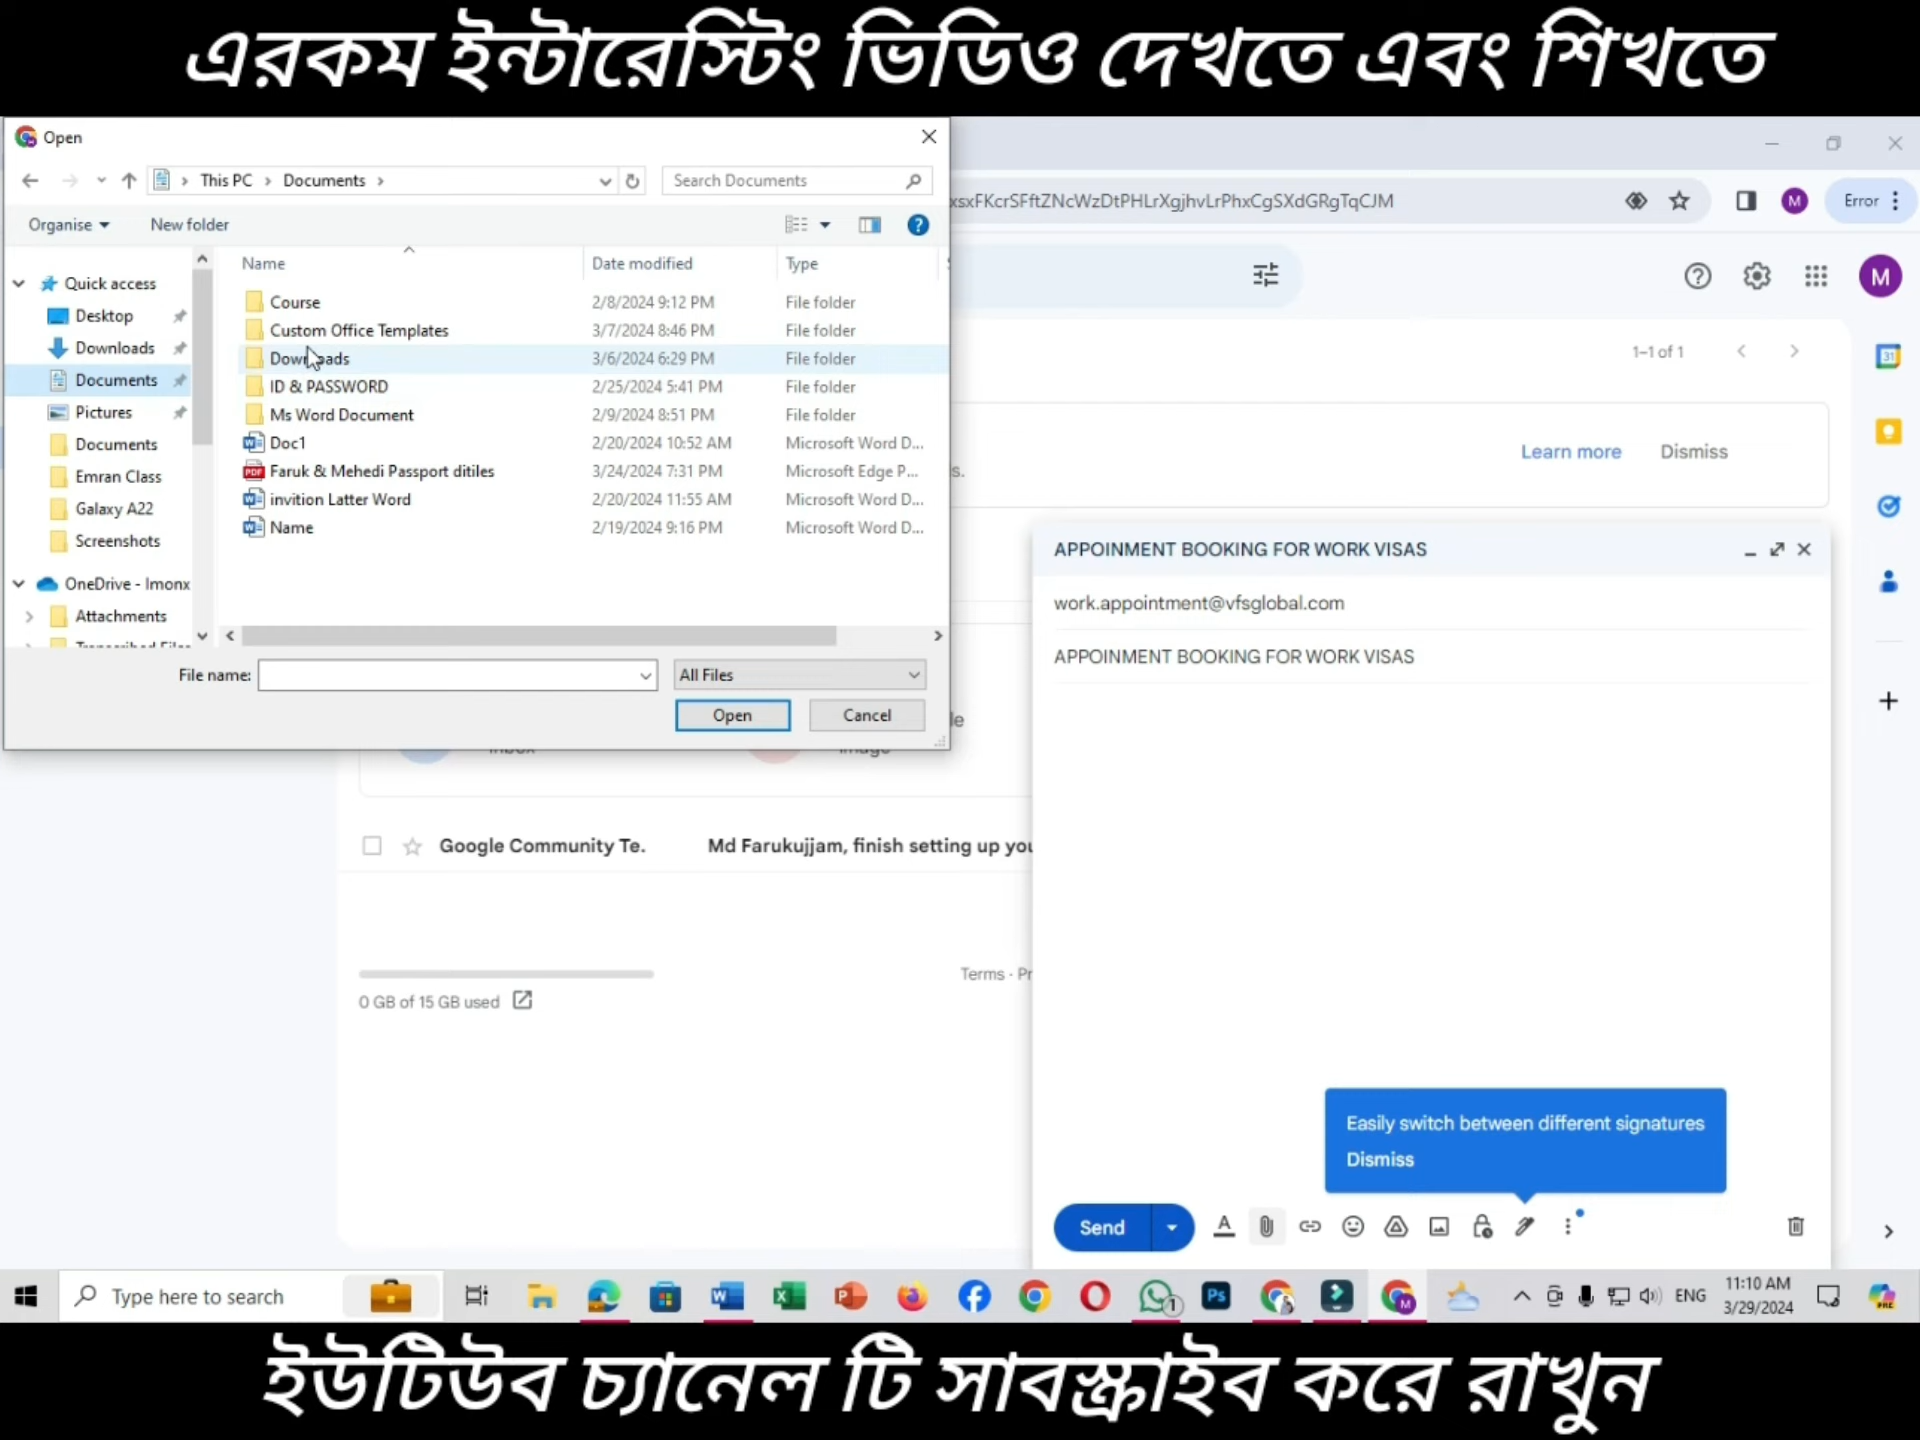 এরকম ইন্টারেস্টিং ভিডিও দেখতে এবং শিখতে
Open
This PC
Documents
Search Documents
xsxFKcrSFftZNcWzDtPHLrXgjhvLrPhxCgSXdGRgTqCJM
M
Error
Organise
New folder
Name
Date modified
Type
Quick access
Desktop
Downloads
Documents
Pictures
Documents
Emran Class
Galaxy A22
Screenshots
OneDrive - Imonx
Attachments
Course 2/8/2024 9:12 PM File folder
Custom Office Templates 3/7/2024 8:46 PM File folder
Downloads 3/6/2024 6:29 PM File folder
ID & PASSWORD 2/25/2024 5:41 PM File folder
Ms Word Document 2/9/2024 8:51 PM File folder
Doc1 2/20/2024 10:52 AM Microsoft Word D...
Faruk & Mehedi Passport ditiles 3/24/2024 7:31 PM Microsoft Edge P...
invition Latter Word 2/20/2024 11:55 AM Microsoft Word D...
Name 2/19/2024 9:16 PM Microsoft Word D...
File name:
All Files
Open
Cancel
M
1–1 of 1
31
Learn more
Dismiss
s.
APPOINMENT BOOKING FOR WORK VISAS
work.appointment@vfsglobal.com
APPOINMENT BOOKING FOR WORK VISAS
le
Google Community Te.
Md Farukujjam, finish setting up you
Terms · Pr
0 GB of 15 GB used
Easily switch between different signatures
Dismiss
Send
Type here to search
1
Ps
M
ENG
11:10 AM
3/29/2024
PRE
ইউটিউব চ্যানেল টি সাবস্ক্রাইব করে রাখুন